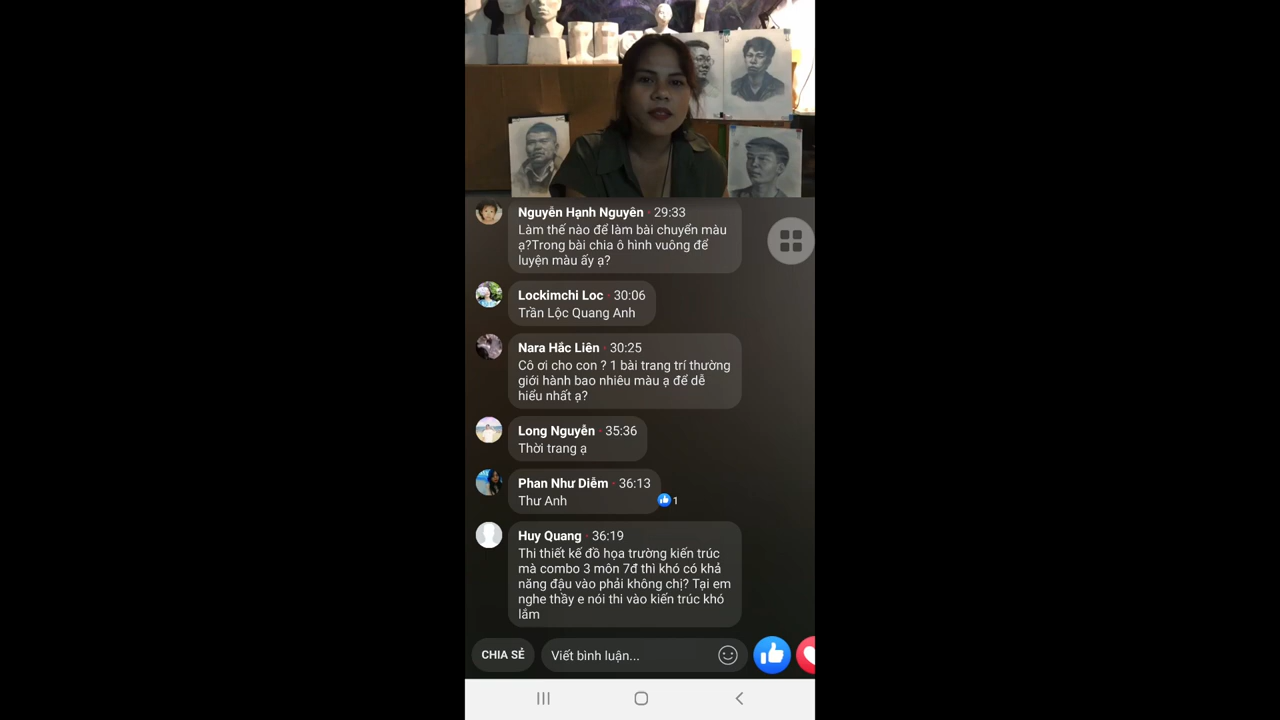 Nguyễn Hạnh Nguyên · 29:33
Làm thế nào để làm bài chuyển màu
ạ?Trong bài chia ô hình vuông để
luyện màu ấy ạ?
Lockimchi Loc · 30:06
Trần Lộc Quang Anh
Nara Hắc Liên · 30:25
Cô ơi cho con ? 1 bài trang trí thường
giới hành bao nhiêu màu ạ để dễ
hiểu nhất ạ?
Long Nguyễn · 35:36
Thời trang ạ
Phan Như Diễm · 36:13
Thư Anh
1
Huy Quang · 36:19
Thi thiết kế đồ họa trường kiến trúc
mà combo 3 môn 7đ thì khó có khả
năng đậu vào phải không chị? Tại em
nghe thầy e nói thi vào kiến trúc khó
lắm
CHIA SẺ
Viết bình luận...